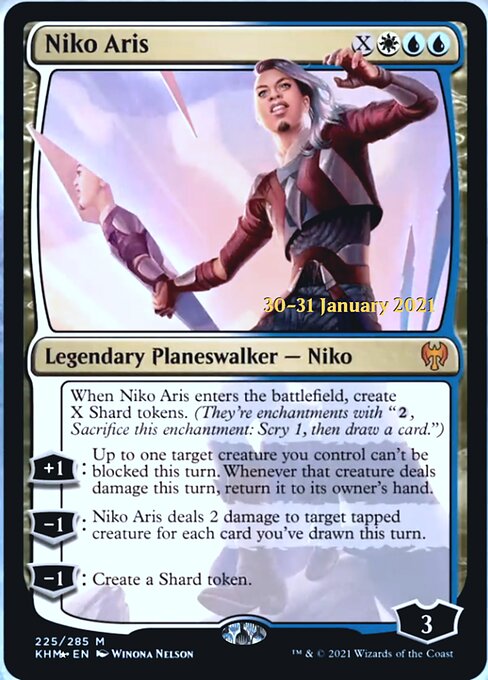 Niko Aris X
30-31 January 2021
Legendary Planeswalker — Niko
When Niko Aris enters the battlefield, create
X Shard tokens. (They're enchantments with "2,
Sacrifice this enchantment: Scry 1, then draw a card.")
+1: Up to one target creature you control can't be
blocked this turn. Whenever that creature deals
damage this turn, return it to its owner's hand.
-1: Niko Aris deals 2 damage to target tapped
creature for each card you've drawn this turn.
-1: Create a Shard token.
3
225/285 M
KHM★ EN Winona Nelson
™ & © 2021 Wizards of the Coast